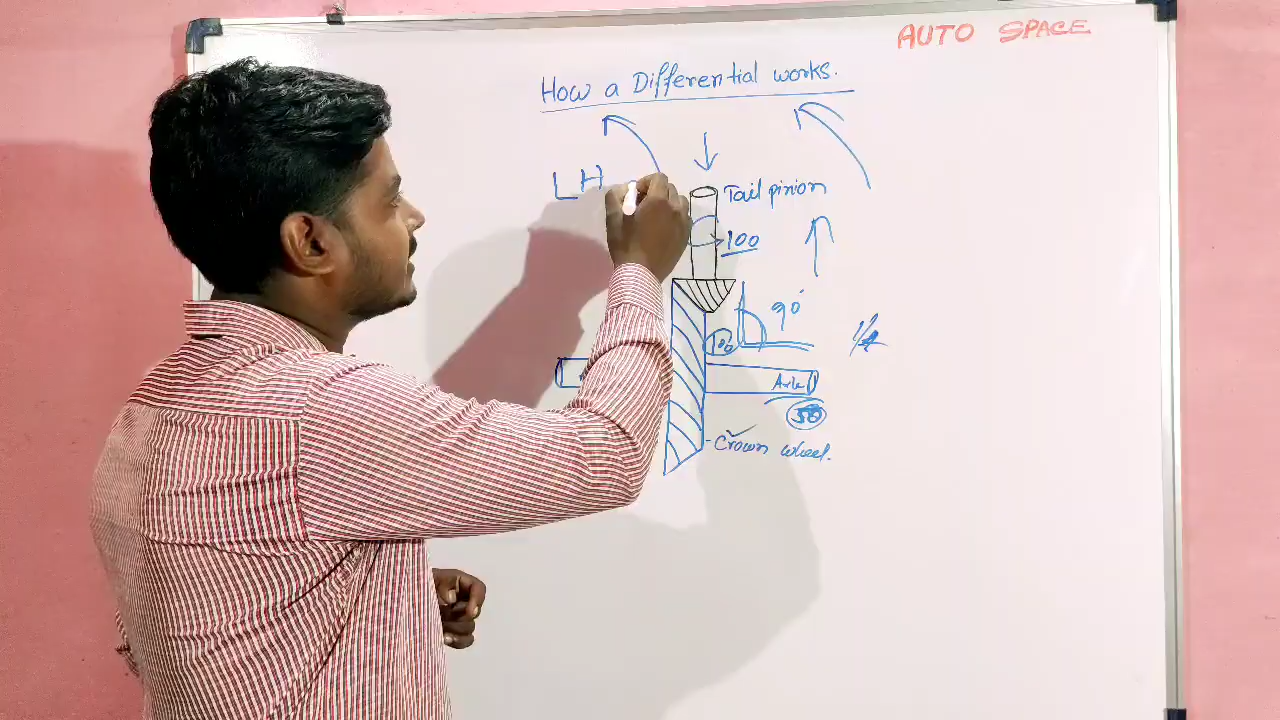 AUTO SPACE
How a Differential works.
LH
Tail pinion
100
90°
100
Axle
50
- Crown wheel.